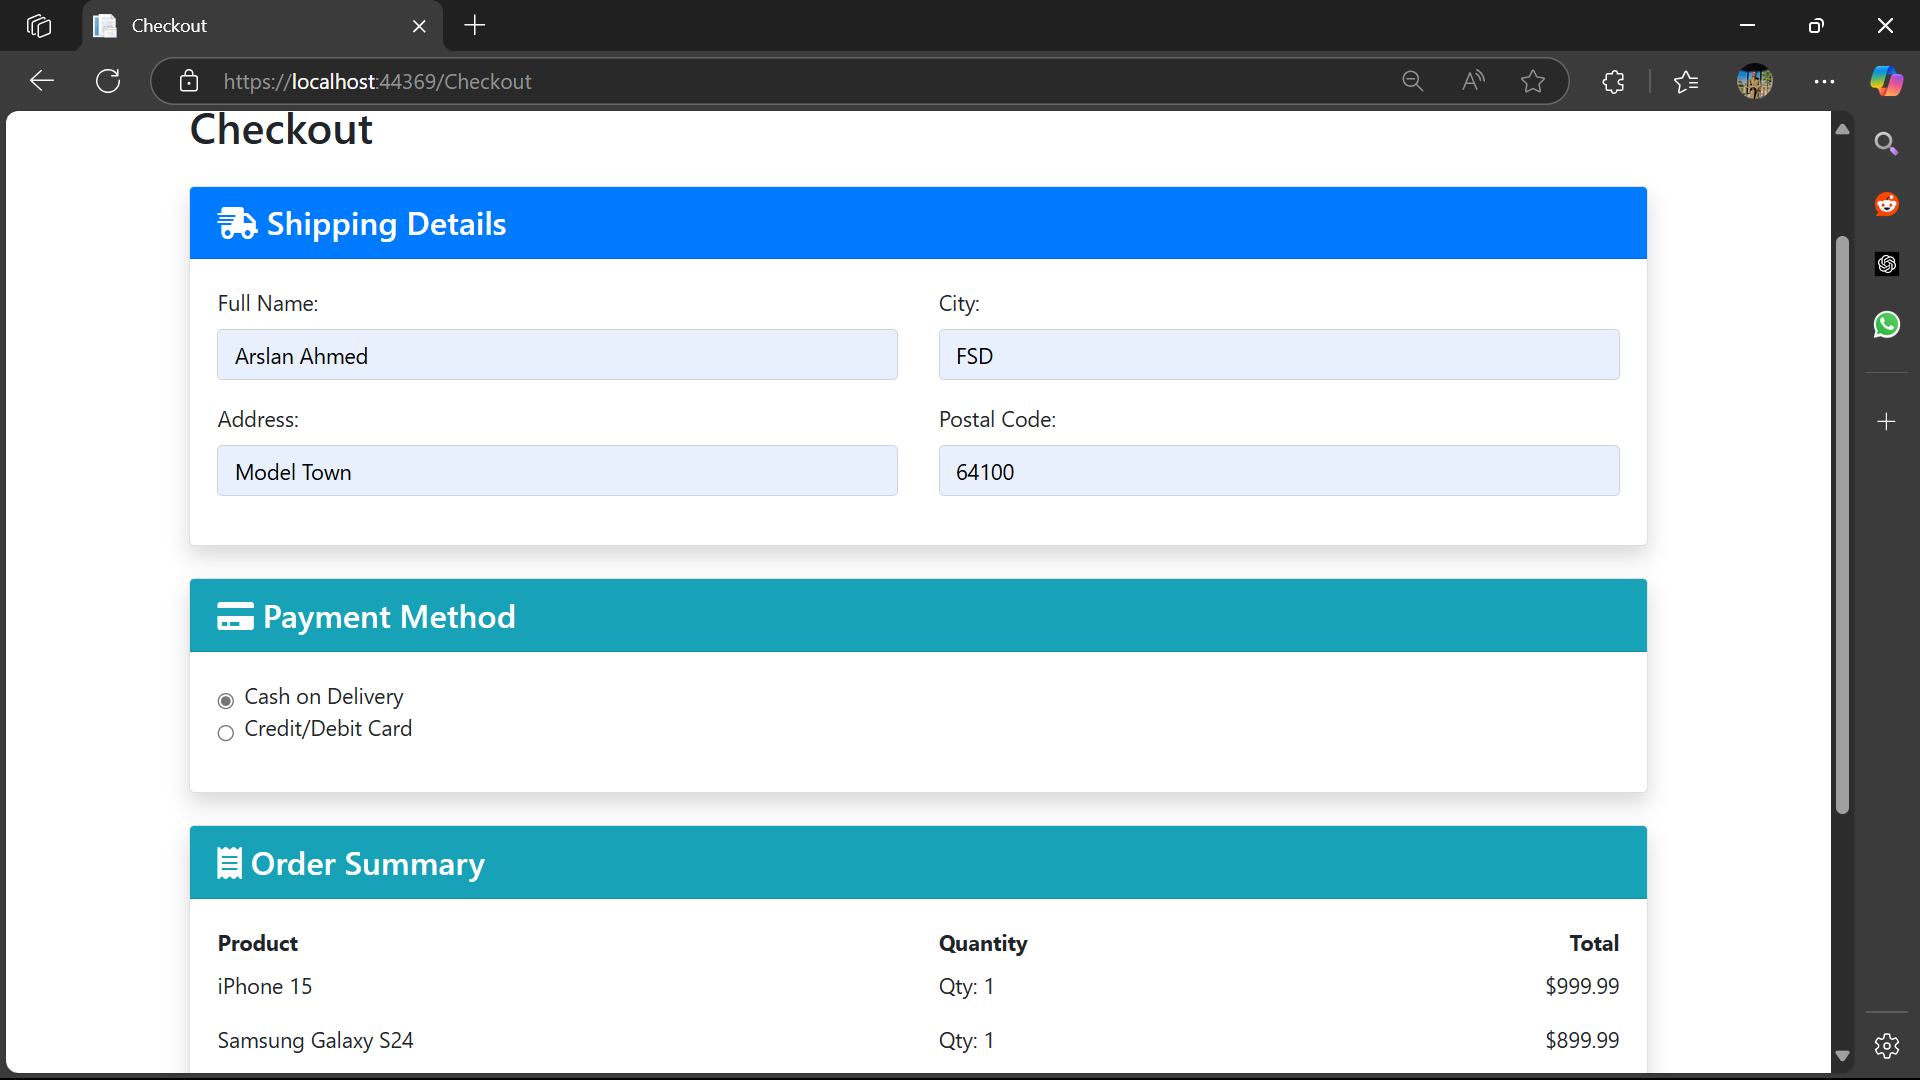 Checkout
https://localhost:44369/Checkout
Checkout
Shipping Details
Full Name:
City:
Arslan Ahmed
FSD
Address:
Postal Code:
Model Town
64100
Payment Method
Cash on Delivery
Credit/Debit Card
Order Summary
Product Quantity Total
iPhone 15 Qty: 1 $999.99
Samsung Galaxy S24 Qty: 1 $899.99